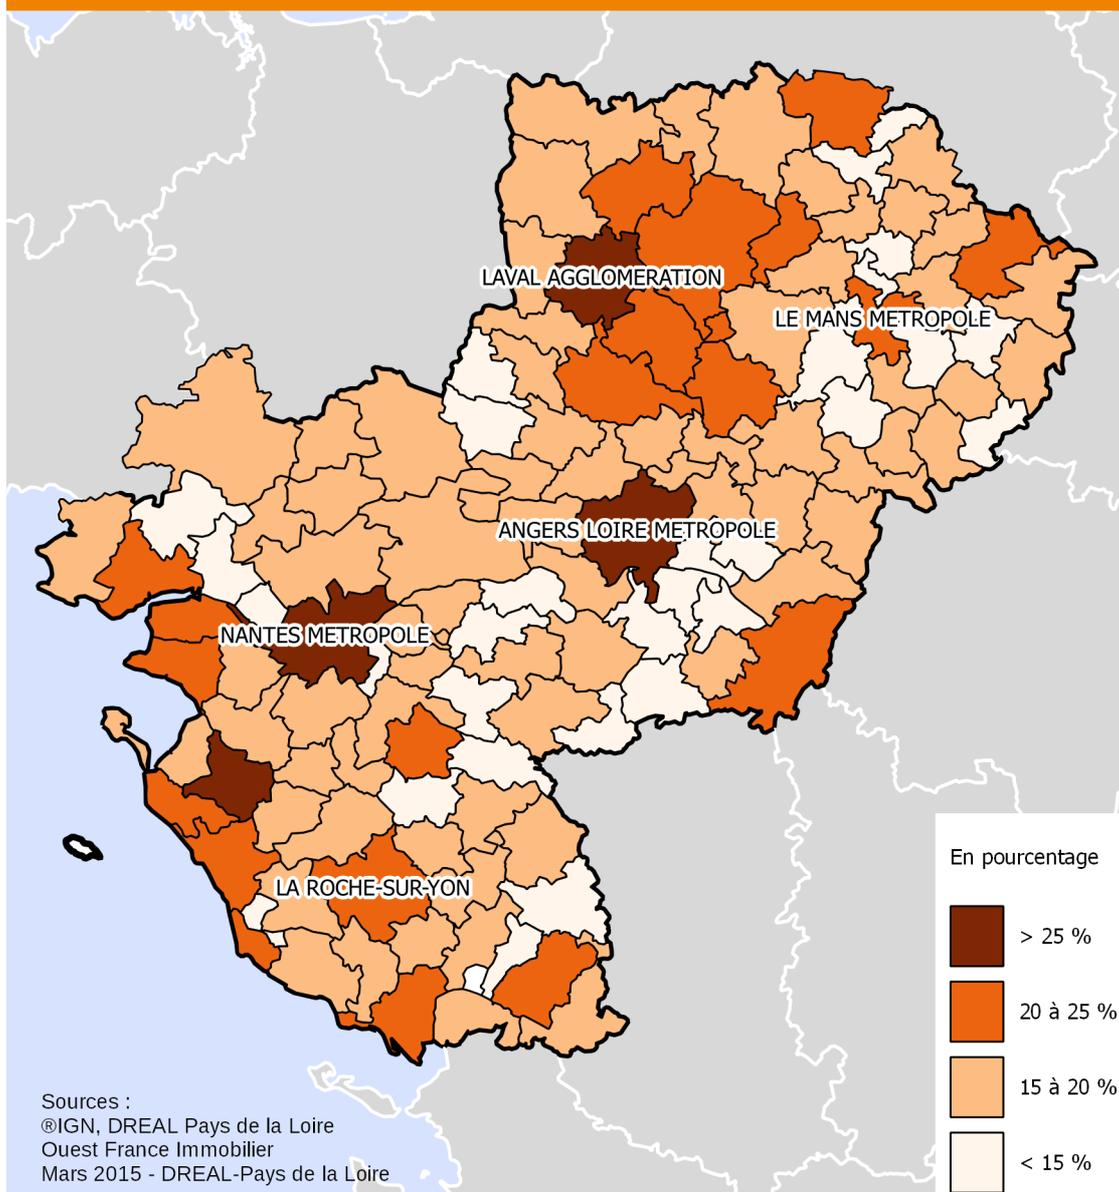 LAVAL AGGLOMERATION
LE MANS METROPOLE
ANGERS LOIRE METROPOLE
NANTES METROPOLE
LA ROCHE-SUR-YON
En pourcentage
> 25 %
20 à 25 %
15 à 20 %
< 15 %
Sources :
®IGN, DREAL Pays de la Loire
Ouest France Immobilier
Mars 2015 - DREAL-Pays de la Loire